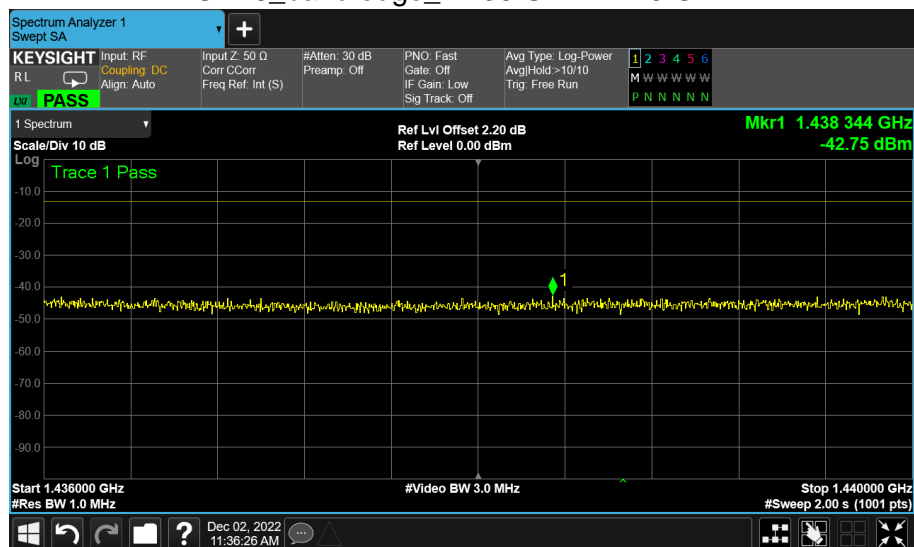 Spectrum Analyzer 1
Swept SA
+
KEYSIGHT
RL
LXI PASS
Input: RF
Coupling: DC
Align: Auto
Input Z: 50 Ω
Corr CCorr
Freq Ref: Int (S)
#Atten: 30 dB
Preamp: Off
PNO: Fast
Gate: Off
IF Gain: Low
Sig Track: Off
Avg Type: Log-Power
Avg|Hold:>10/10
Trig: Free Run
1 2 3 4 5 6
M W W W W W
P N N N N N
1 Spectrum
Scale/Div 10 dB
Ref Lvl Offset 2.20 dB
Ref Level 0.00 dBm
Mkr1 1.438 344 GHz
-42.75 dBm
Log
Trace 1 Pass
-10.0
-20.0
-30.0
-40.0
1
-50.0
-60.0
-70.0
-80.0
-90.0
Start 1.436000 GHz
#Res BW 1.0 MHz
#Video BW 3.0 MHz
Stop 1.440000 GHz
#Sweep 2.00 s (1001 pts)
?
Dec 02, 2022
11:36:26 AM